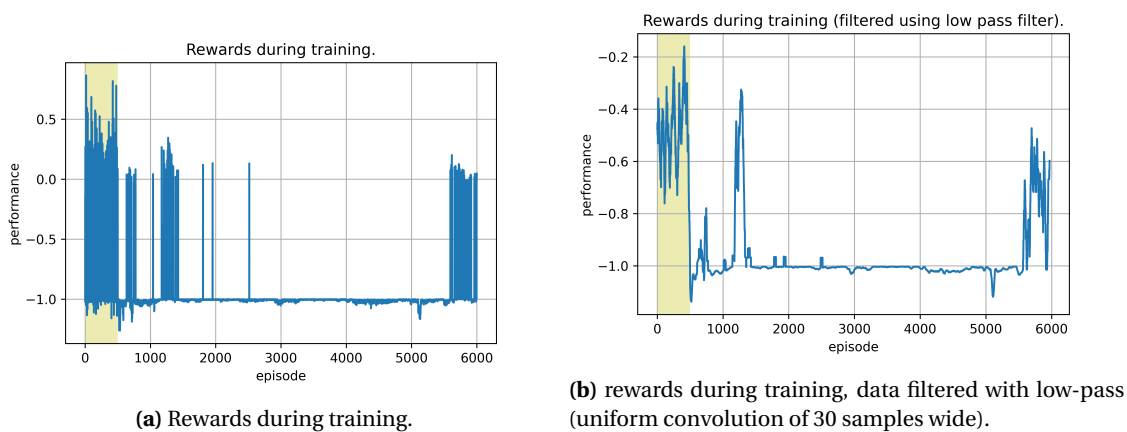 Rewards during training.
performance
0.5
0.0
−0.5
−1.0
0 1000 2000 3000 4000 5000 6000
episode
(a) Rewards during training.
Rewards during training (filtered using low pass filter).
performance
−0.2
−0.4
−0.6
−0.8
−1.0
0 1000 2000 3000 4000 5000 6000
episode
(b) rewards during training, data filtered with low-pass
(uniform convolution of 30 samples wide).